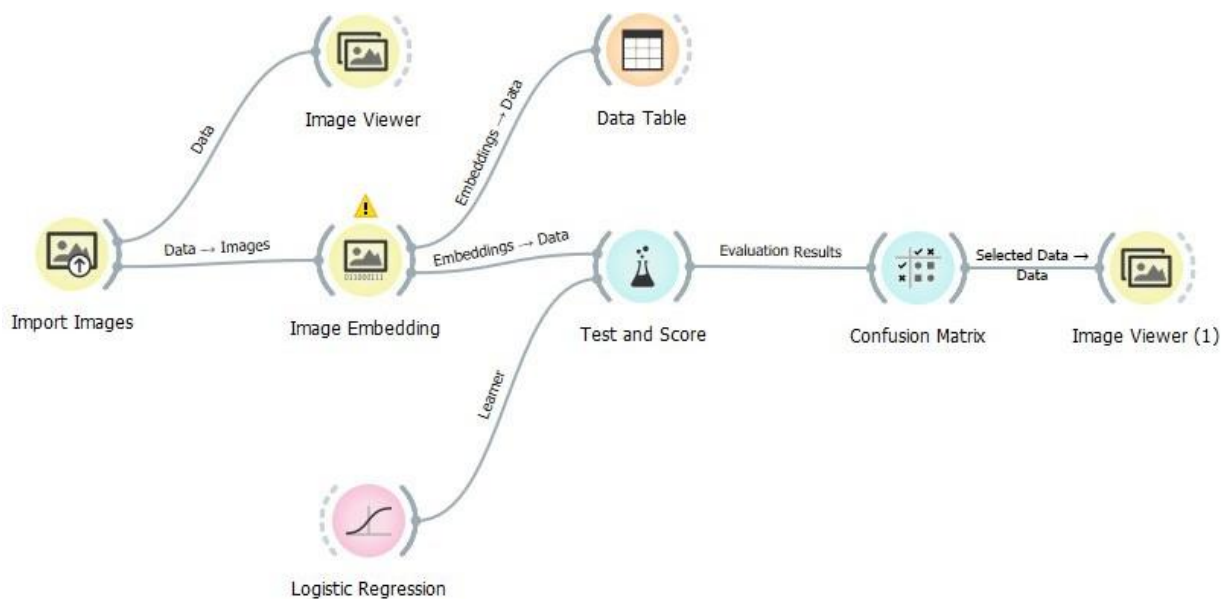 Image Viewer
Data Table
Data
Embeddings → Data
Data → Images
Embeddings → Data
Evaluation Results
Selected Data →
Data
011000111
Import Images
Image Embedding
Test and Score
Confusion Matrix
Image Viewer (1)
Learner
Logistic Regression